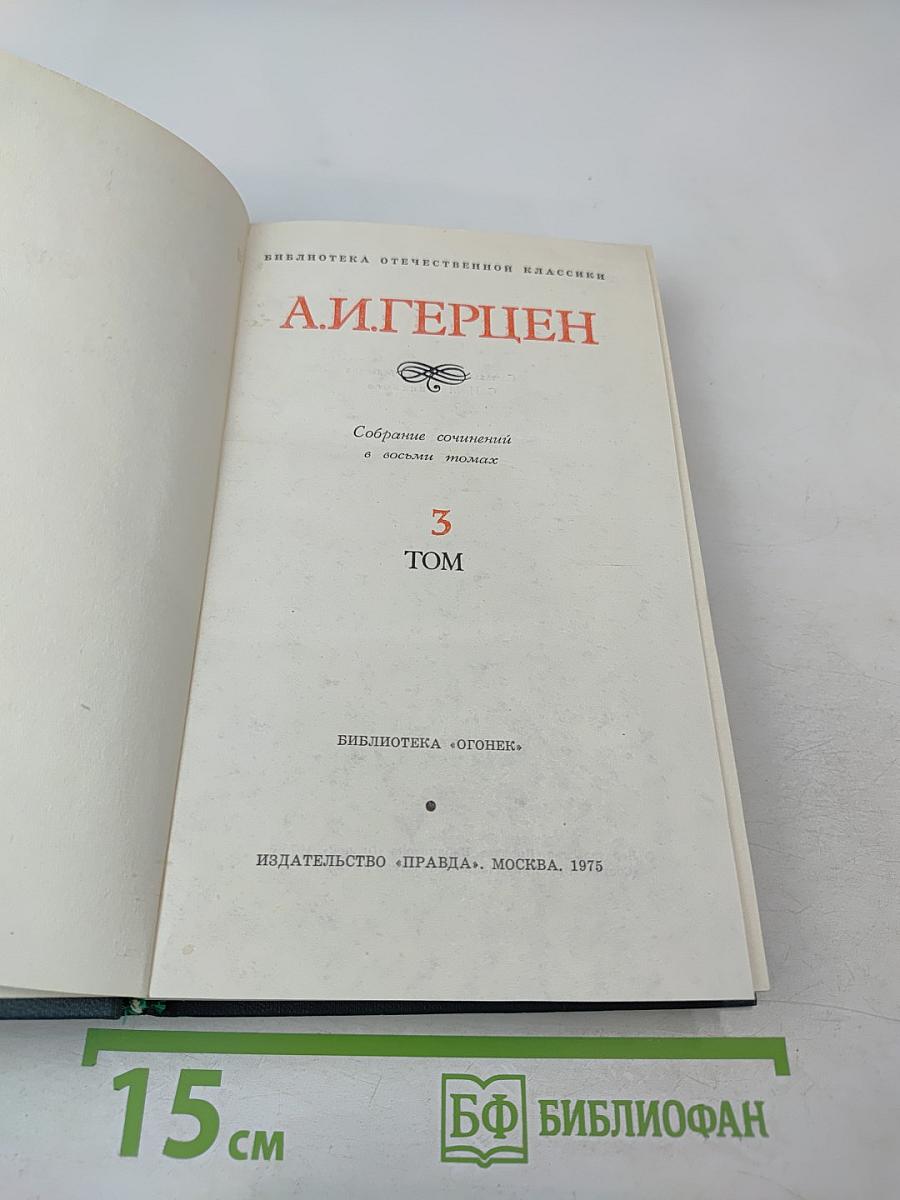 БИБЛИОТЕКА ОТЕЧЕСТВЕННОЙ КЛАССИКИ
А.И.ГЕРЦЕН
Собрание сочинений
в восьми томах
3
ТОМ
БИБЛИОТЕКА «ОГОНЕК»
ИЗДАТЕЛЬСТВО «ПРАВДА». МОСКВА. 1975
15 см
БФ БИБЛИОФАН